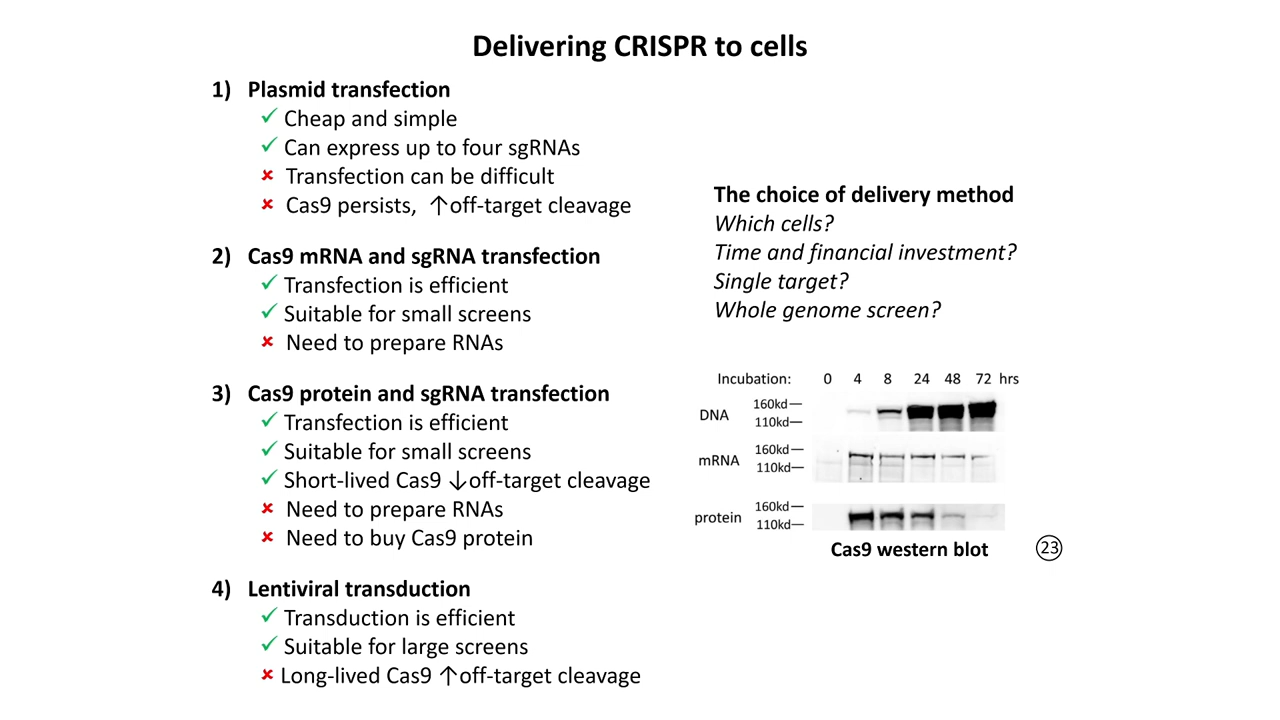 Delivering CRISPR to cells
1) Plasmid transfection
✓ Cheap and simple
✓ Can express up to four sgRNAs
✘ Transfection can be difficult
✘ Cas9 persists, ↑off-target cleavage
2) Cas9 mRNA and sgRNA transfection
✓ Transfection is efficient
✓ Suitable for small screens
✘ Need to prepare RNAs
3) Cas9 protein and sgRNA transfection
✓ Transfection is efficient
✓ Suitable for small screens
✓ Short-lived Cas9 ↓off-target cleavage
✘ Need to prepare RNAs
✘ Need to buy Cas9 protein
4) Lentiviral transduction
✓ Transduction is efficient
✓ Suitable for large screens
✘ Long-lived Cas9 ↑off-target cleavage
The choice of delivery method
Which cells?
Time and financial investment?
Single target?
Whole genome screen?
Incubation: 0 4 8 24 48 72 hrs
DNA
160kd—
110kd—
mRNA
160kd—
110kd—
protein
160kd—
110kd—
Cas9 western blot
23